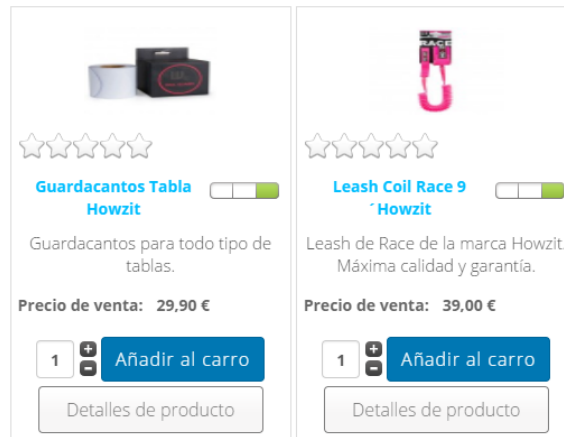 RACE
Guardacantos Tabla
Howzit
Guardacantos para todo tipo de
tablas.
Precio de venta: 29,90 €
1
Añadir al carro
Detalles de producto
Leash Coil Race 9
´Howzit
Leash de Race de la marca Howzit.
Máxima calidad y garantía.
Precio de venta: 39,00 €
1
Añadir al carro
Detalles de producto